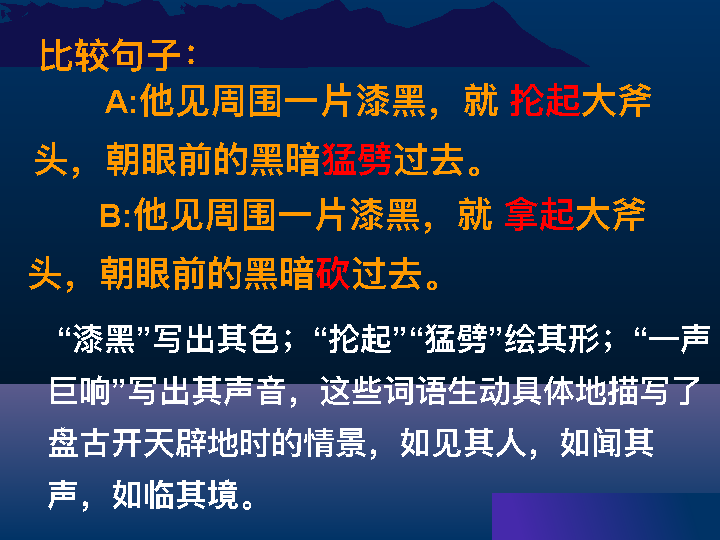 比较句子：
A:他见周围一片漆黑，就 抡起大斧
头，朝眼前的黑暗猛劈过去。
B:他见周围一片漆黑，就 拿起大斧
头，朝眼前的黑暗砍过去。
“漆黑”写出其色；“抡起”“猛劈”绘其形；“一声
巨响”写出其声音，这些词语生动具体地描写了
盘古开天辟地时的情景，如见其人，如闻其
声，如临其境。